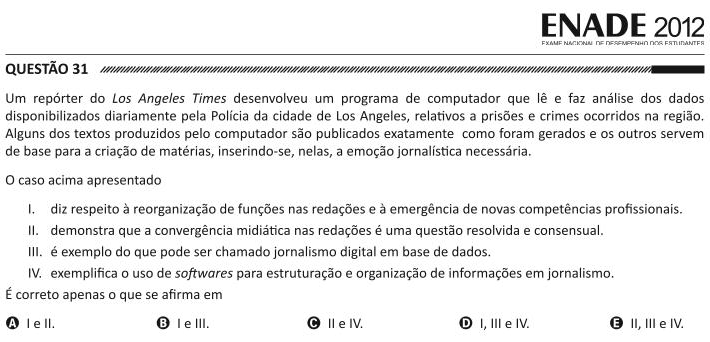 ENADE 2012
EXAME NACIONAL DE DESEMPENHO DOS ESTUDANTES
QUESTÃO 31
Um repórter do Los Angeles Times desenvolveu um programa de computador que lê e faz análise dos dados
disponibilizados diariamente pela Polícia da cidade de Los Angeles, relativos a prisões e crimes ocorridos na região.
Alguns dos textos produzidos pelo computador são publicados exatamente como foram gerados e os outros servem
de base para a criação de matérias, inserindo-se, nelas, a emoção jornalística necessária.
O caso acima apresentado
I. diz respeito à reorganização de funções nas redações e à emergência de novas competências profissionais.
II. demonstra que a convergência midiática nas redações é uma questão resolvida e consensual.
III. é exemplo do que pode ser chamado jornalismo digital em base de dados.
IV. exemplifica o uso de softwares para estruturação e organização de informações em jornalismo.
É correto apenas o que se afirma em
A I e II. B I e III. C II e IV. D I, III e IV. E II, III e IV.